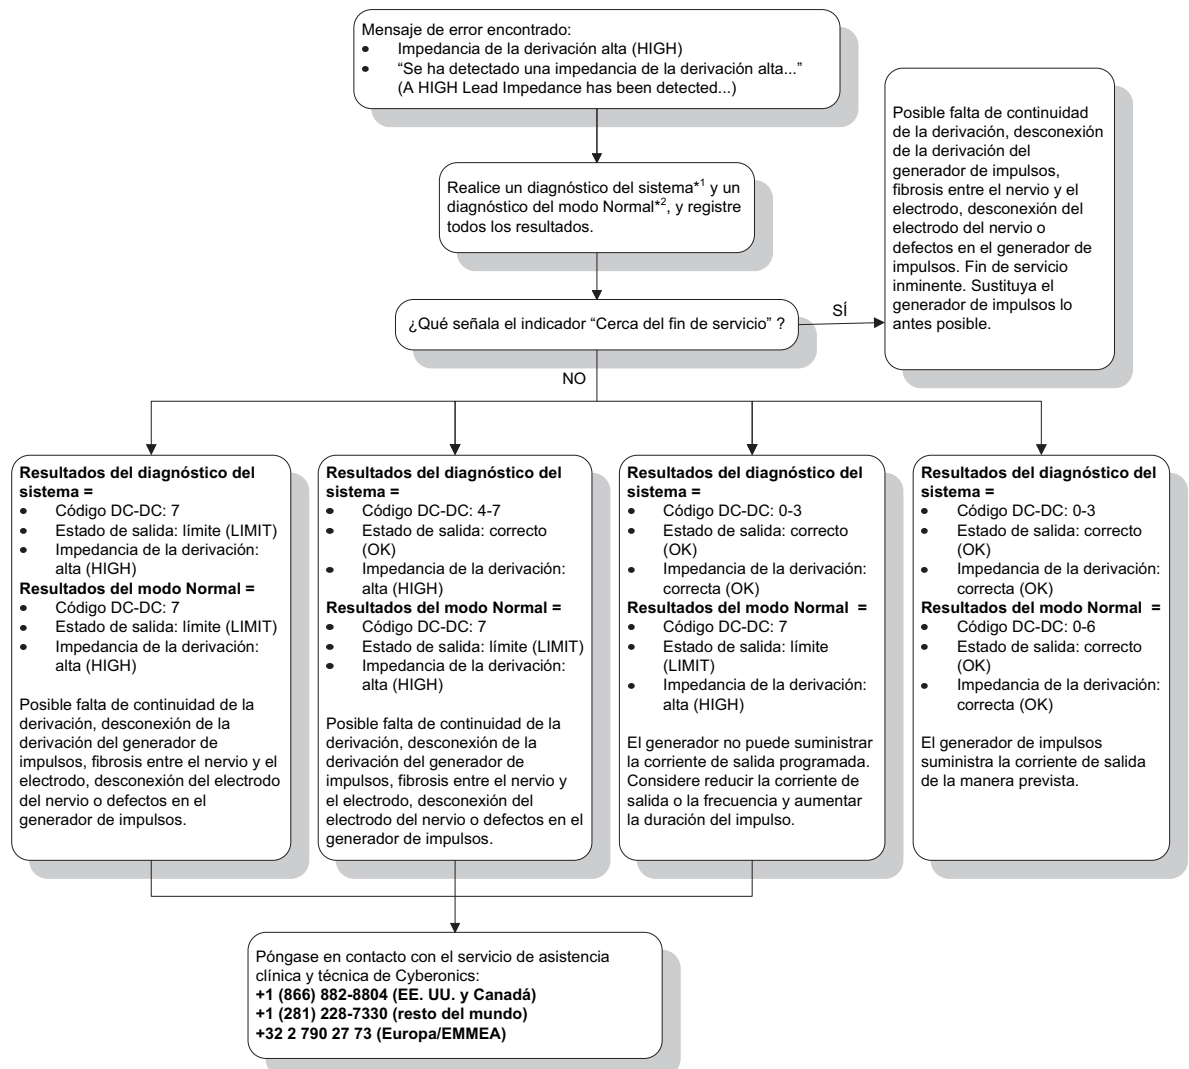 Mensaje de error encontrado:
• Impedancia de la derivación alta (HIGH)
• “Se ha detectado una impedancia de la derivación alta...”
(A HIGH Lead Impedance has been detected...)
Posible falta de continuidad
de la derivación, desconexión
de la derivación del
generador de impulsos,
fibrosis entre el nervio y el
electrodo, desconexión del
electrodo del nervio o
defectos en el generador de
impulsos. Fin de servicio
inminente. Sustituya el
generador de impulsos lo
antes posible.
Realice un diagnóstico del sistema*1 y un
diagnóstico del modo Normal*2, y registre
todos los resultados.
¿Qué señala el indicador “Cerca del fin de servicio” ?
SÍ
NO
Resultados del diagnóstico del
sistema =
• Código DC-DC: 7
• Estado de salida: límite (LIMIT)
• Impedancia de la derivación:
alta (HIGH)
Resultados del modo Normal =
• Código DC-DC: 7
• Estado de salida: límite (LIMIT)
• Impedancia de la derivación:
alta (HIGH)
Posible falta de continuidad de la
derivación, desconexión de la
derivación del generador de
impulsos, fibrosis entre el nervio y el
electrodo, desconexión del electrodo
del nervio o defectos en el
generador de impulsos.
Resultados del diagnóstico del
sistema =
• Código DC-DC: 4-7
• Estado de salida: correcto
(OK)
• Impedancia de la derivación:
alta (HIGH)
Resultados del modo Normal =
• Código DC-DC: 7
• Estado de salida: límite (LIMIT)
• Impedancia de la derivación:
alta (HIGH)
Posible falta de continuidad de la
derivación, desconexión de la
derivación del generador de
impulsos, fibrosis entre el nervio y
el electrodo, desconexión del
electrodo del nervio o defectos en el
generador de impulsos.
Resultados del diagnóstico del
sistema =
• Código DC-DC: 0-3
• Estado de salida: correcto
(OK)
• Impedancia de la derivación:
correcta (OK)
Resultados del modo Normal =
• Código DC-DC: 7
• Estado de salida: límite
(LIMIT)
• Impedancia de la derivación:
alta (HIGH)
El generador no puede suministrar
la corriente de salida programada.
Considere reducir la corriente de
salida o la frecuencia y aumentar
la duración del impulso.
Resultados del diagnóstico del
sistema =
• Código DC-DC: 0-3
• Estado de salida: correcto
(OK)
• Impedancia de la derivación:
correcta (OK)
Resultados del modo Normal =
• Código DC-DC: 0-6
• Estado de salida: correcto
(OK)
• Impedancia de la derivación:
correcta (OK)
El generador de impulsos
suministra la corriente de salida
de la manera prevista.
Póngase en contacto con el servicio de asistencia
clínica y técnica de Cyberonics:
+1 (866) 882-8804 (EE. UU. y Canadá)
+1 (281) 228-7330 (resto del mundo)
+32 2 790 27 73 (Europa/EMMEA)